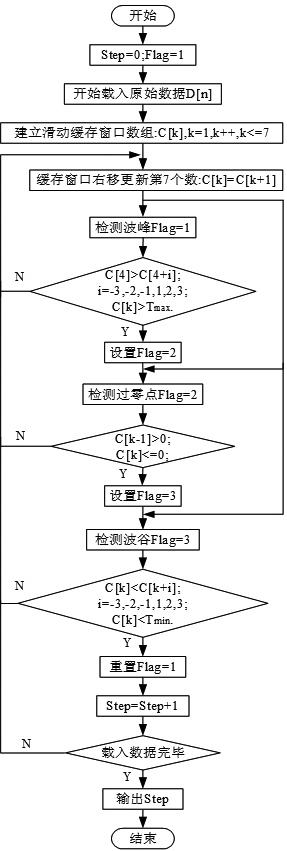 开始
Step=0;Flag=1
开始载入原始数据D[n]
建立滑动缓存窗口数组:C[k],k=1,k++,k<=7
缓存窗口右移更新第7个数:C[k]=C[k+1]
检测波峰Flag=1
N
C[4]>C[4+i];
i=-3,-2,-1,1,2,3;
C[k]>Tmax.
Y
设置Flag=2
检测过零点Flag=2
N
C[k-1]>0;
C[k]<=0;
Y
设置Flag=3
检测波谷Flag=3
N
C[k]<C[k+i];
i=-3,-2,-1,1,2,3;
C[k]<Tmin.
Y
重置Flag=1
Step=Step+1
N
载入数据完毕
Y
输出Step
结束